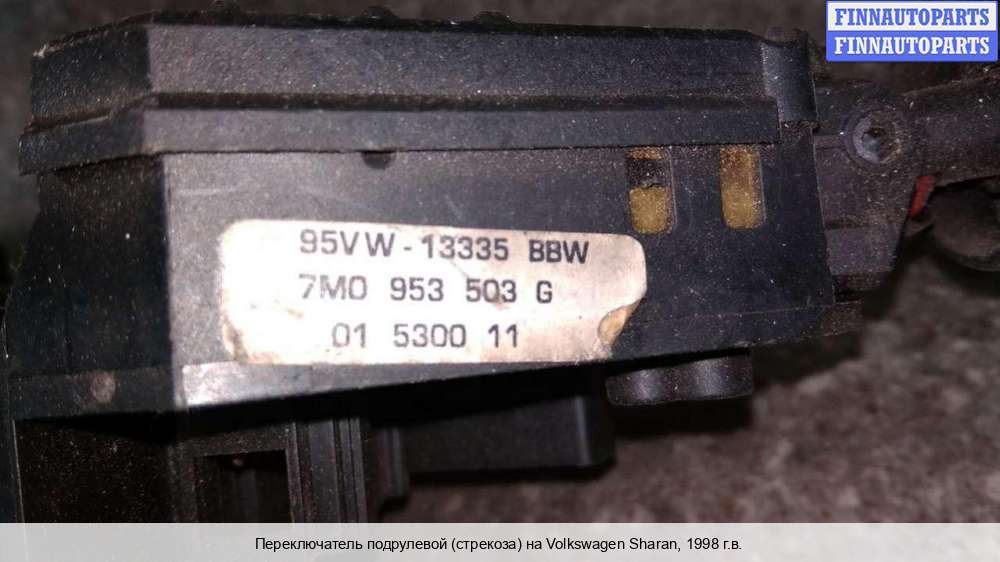 FINNAUTOPARTS
FINNAUTOPARTS
95VW-13335 BBW
7M0 953 503 G
01 5300 11
Переключатель подрулевой (стрекоза) на Volkswagen Sharan, 1998 г.в.